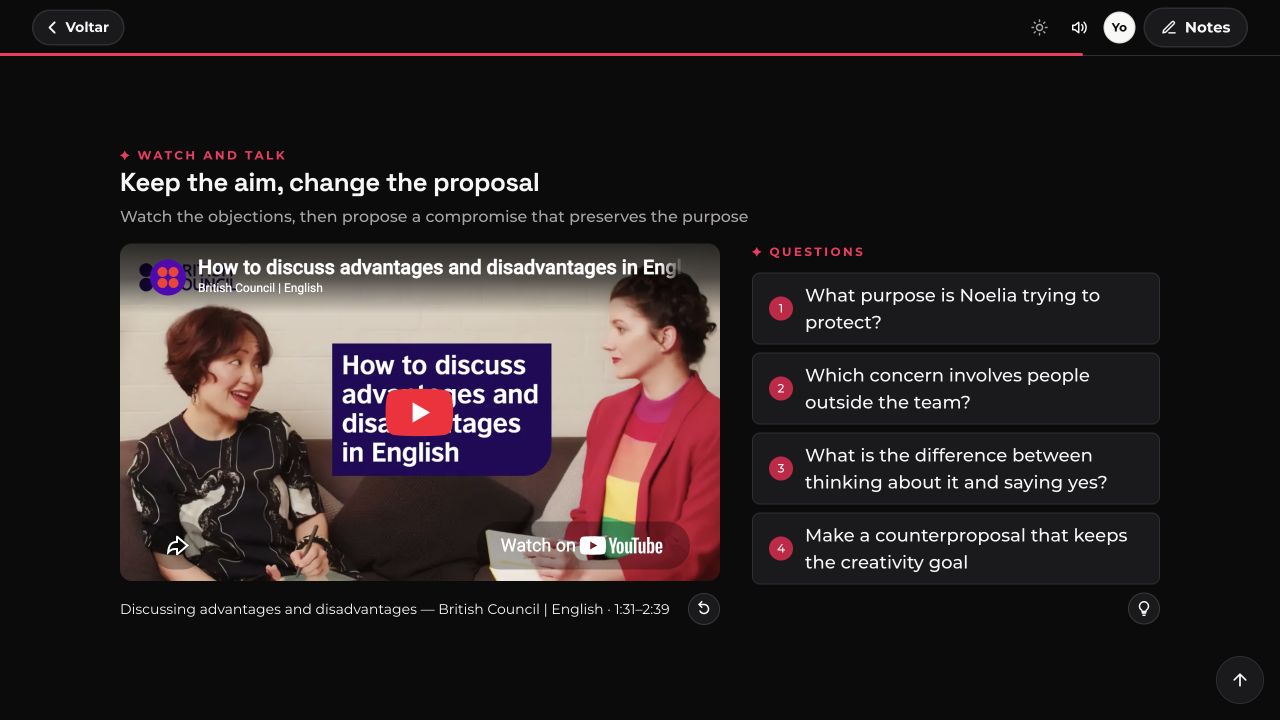 Voltar
Yo
Notes
WATCH AND TALK
Keep the aim, change the proposal
Watch the objections, then propose a compromise that preserves the purpose
How to discuss advantages and disadvantages in Engl
British Council | English
How to discuss
advantages and
disadvantages
in English
Watch on YouTube
Discussing advantages and disadvantages — British Council | English · 1:31–2:39
QUESTIONS
1
What purpose is Noelia trying to
protect?
2
Which concern involves people
outside the team?
3
What is the difference between
thinking about it and saying yes?
4
Make a counterproposal that keeps
the creativity goal